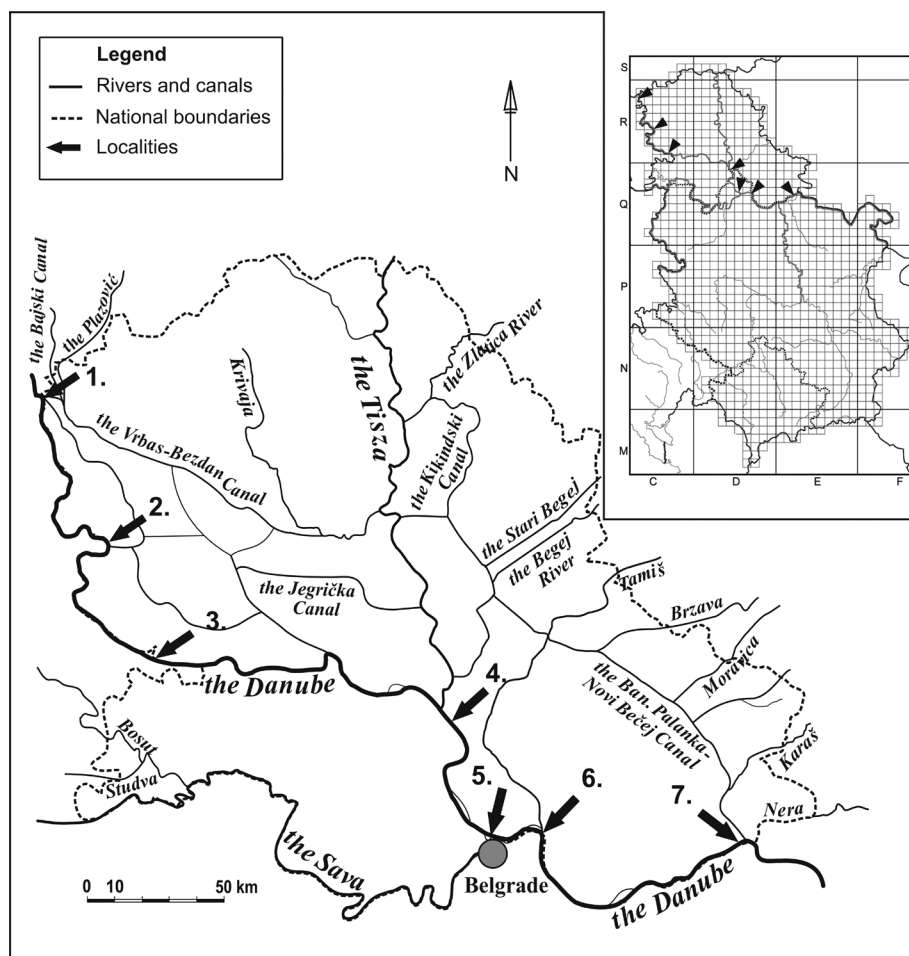 Legend
Rivers and canals
National boundaries
Localities
N
S
R
Q
P
N
M
C
D
E
F
the Bajski Canal
the Plazović
1.
Krivaja
the Tisza
the Zlatica River
the Kikindski
Canal
the Vrbas-Bezdan
Canal
2.
the Stari Begej
the Begej
River
the Jegrička
Canal
Tamiš
Brzava
Moravica
3.
the Danube
4.
the Ban. Palanka-
Novi Bečej Canal
Karaš
Bosut
Studva
5.
6.
7.
Nera
the Sava
Belgrade
the Danube
0 10 50 km